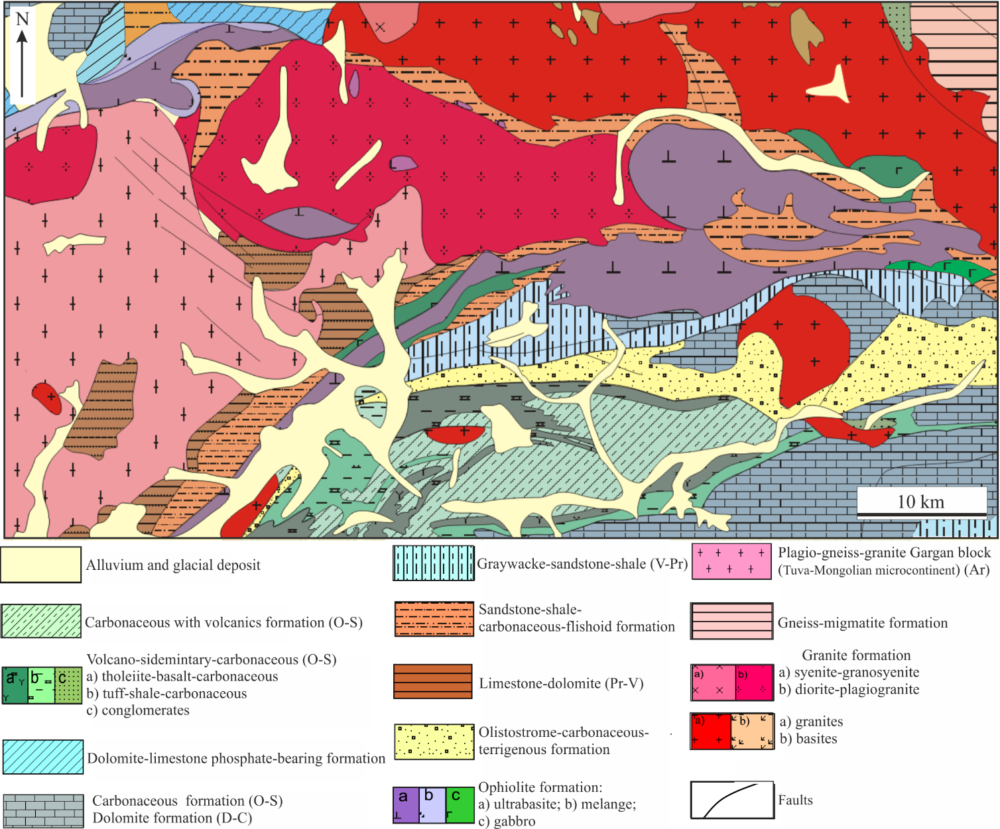 N
10 km
Alluvium and glacial deposit
Carbonaceous with volcanics formation (O-S)
a b c
Volcano-sidemintary-carbonaceous (O-S)
a) tholeiite-basalt-carbonaceous
b) tuff-shale-carbonaceous
c) conglomerates
Dolomite-limestone phosphate-bearing formation
Carbonaceous formation (O-S)
Dolomite formation (D-C)
Graywacke-sandstone-shale (V-Pr)
Sandstone-shale-
carbonaceous-flishoid formation
Limestone-dolomite (Pr-V)
Olistostrome-carbonaceous-
terrigenous formation
a b c
Ophiolite formation:
a) ultrabasite; b) melange;
c) gabbro
Plagio-gneiss-granite Gargan block
(Tuva-Mongolian microcontinent) (Ar)
Gneiss-migmatite formation
Granite formation
a) b)
a) syenite-granosyenite
b) diorite-plagiogranite
a) b)
a) granites
b) basites
Faults